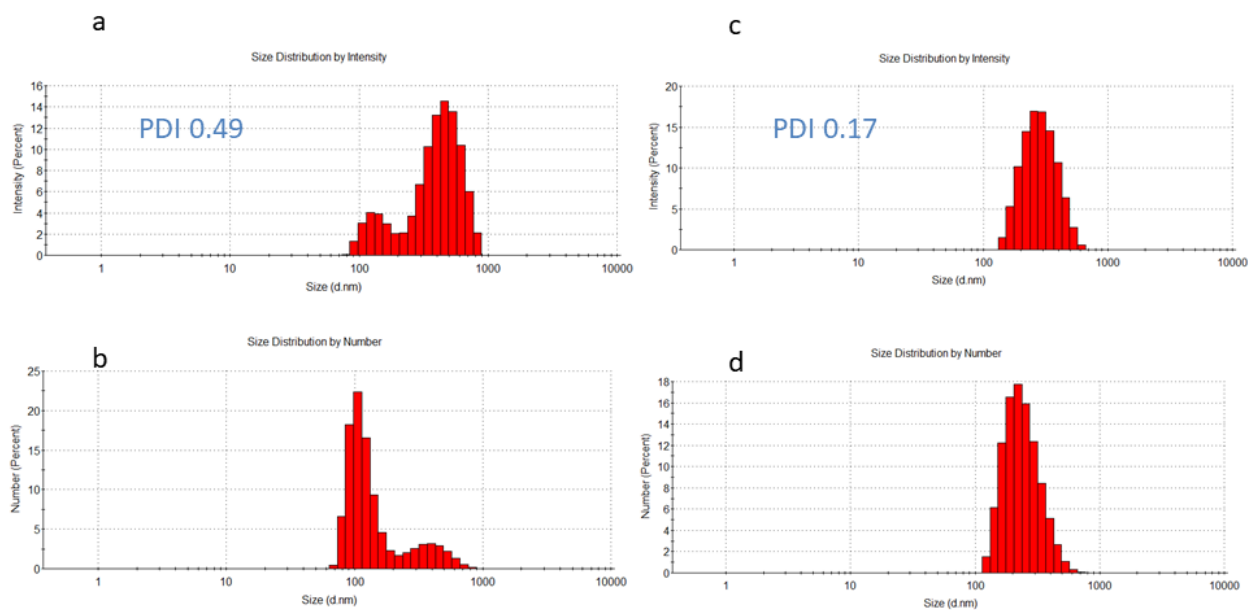 a
Size Distribution by Intensity
PDI 0.49
Intensity (Percent)
16
14
12
10
8
6
4
2
0
1 10 100 1000 10000
Size (d.nm)
c
Size Distribution by Intensity
PDI 0.17
Intensity (Percent)
20
15
10
5
0
1 10 100 1000 10000
Size (d.nm)
b
Size Distribution by Number
Number (Percent)
25
20
15
10
5
0
1 10 100 1000 10000
Size (d.nm)
d
Size Distribution by Number
Number (Percent)
18
16
14
12
10
8
6
4
2
0
1 10 100 1000 10000
Size (d.nm)